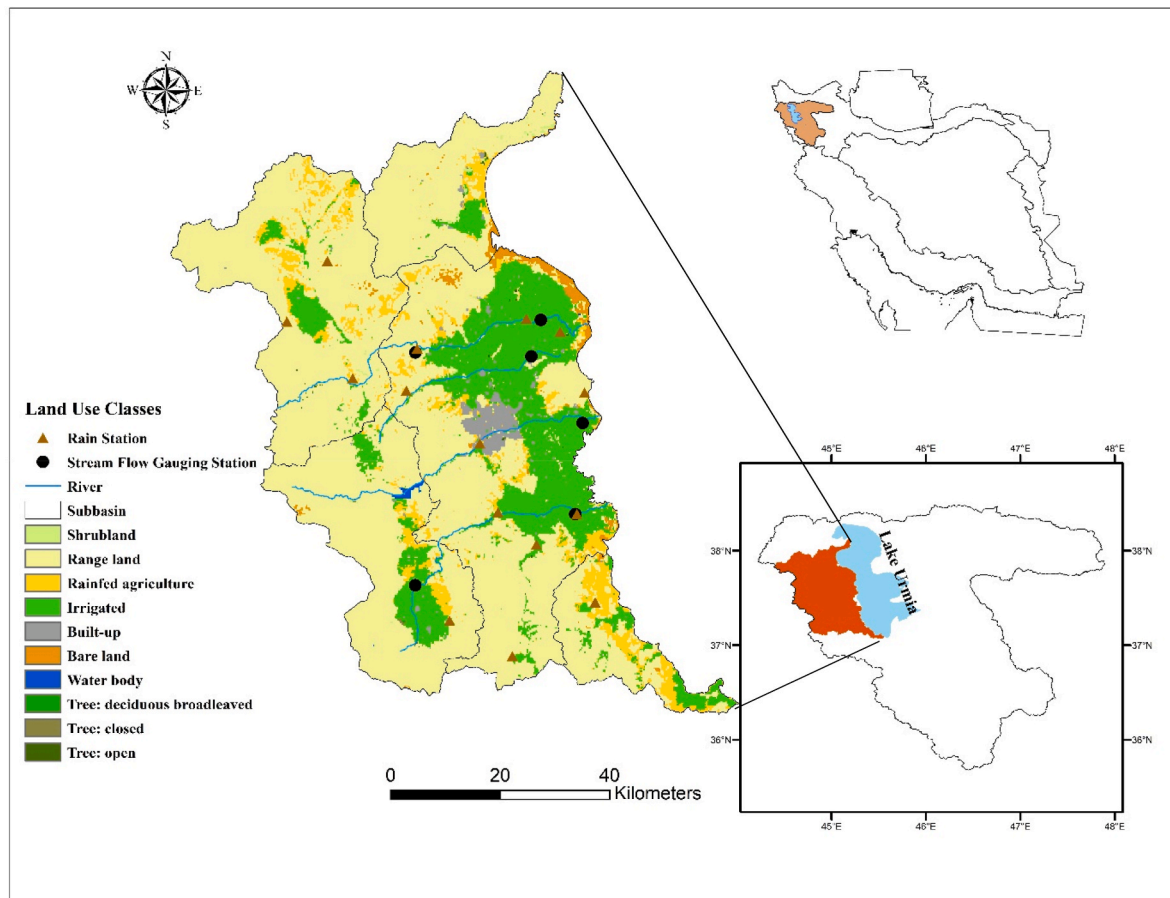 N
W E
S
Land Use Classes
Rain Station
Stream Flow Gauging Station
River
Subbasin
Shrubland
Range land
Rainfed agriculture
Irrigated
Built-up
Bare land
Water body
Tree: deciduous broadleaved
Tree: closed
Tree: open
0 20 40
Kilometers
45°E 46°E 47°E 48°E
38°N 38°N
Lake Urmia
37°N 37°N
36°N 36°N
45°E 46°E 47°E 48°E